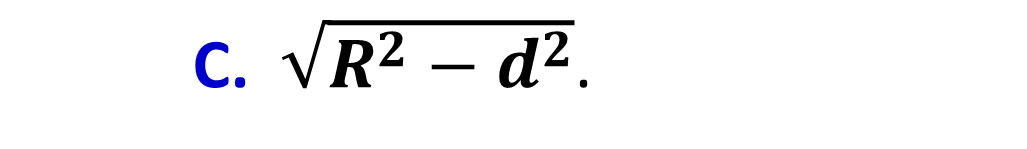 C. √R² − d².